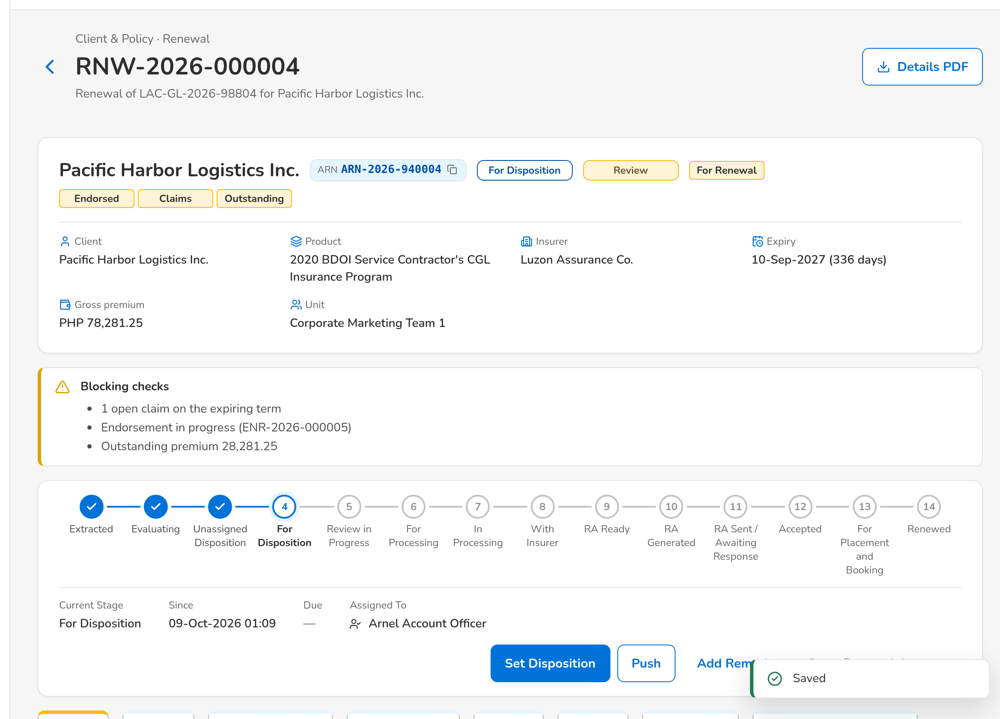 Client & Policy · Renewal
RNW-2026-000004
Details PDF
Renewal of LAC-GL-2026-98804 for Pacific Harbor Logistics Inc.
Pacific Harbor Logistics Inc.
ARN ARN-2026-940004
For Disposition
Review
For Renewal
Endorsed
Claims
Outstanding
Client
Pacific Harbor Logistics Inc.
Product
2020 BDOI Service Contractor's CGL
Insurance Program
Insurer
Luzon Assurance Co.
Expiry
10-Sep-2027 (336 days)
Gross premium
PHP 78,281.25
Unit
Corporate Marketing Team 1
Blocking checks
• 1 open claim on the expiring term
• Endorsement in progress (ENR-2026-000005)
• Outstanding premium 28,281.25
Extracted
Evaluating
Unassigned
Disposition
4
For
Disposition
5
Review in
Progress
6
For
Processing
7
In
Processing
8
With
Insurer
9
RA Ready
10
RA
Generated
11
RA Sent /
Awaiting
Response
12
Accepted
13
For
Placement
and
Booking
14
Renewed
Current Stage
For Disposition
Since
09-Oct-2026 01:09
Due
—
Assigned To
Arnel Account Officer
Set Disposition
Push
Add
Saved